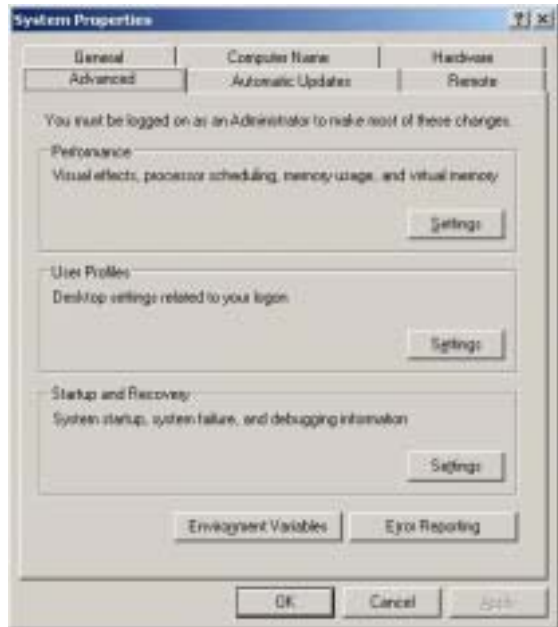 System Properties
General Computer Name Hardware
Advanced Automatic Updates Remote
You must be logged on as an Administrator to make most of these changes.
Performance
Visual effects, processor scheduling, memory usage, and virtual memory
Settings
User Profiles
Desktop settings related to your logon
Settings
Startup and Recovery
System startup, system failure, and debugging information
Settings
Environment Variables Error Reporting
OK Cancel Apply